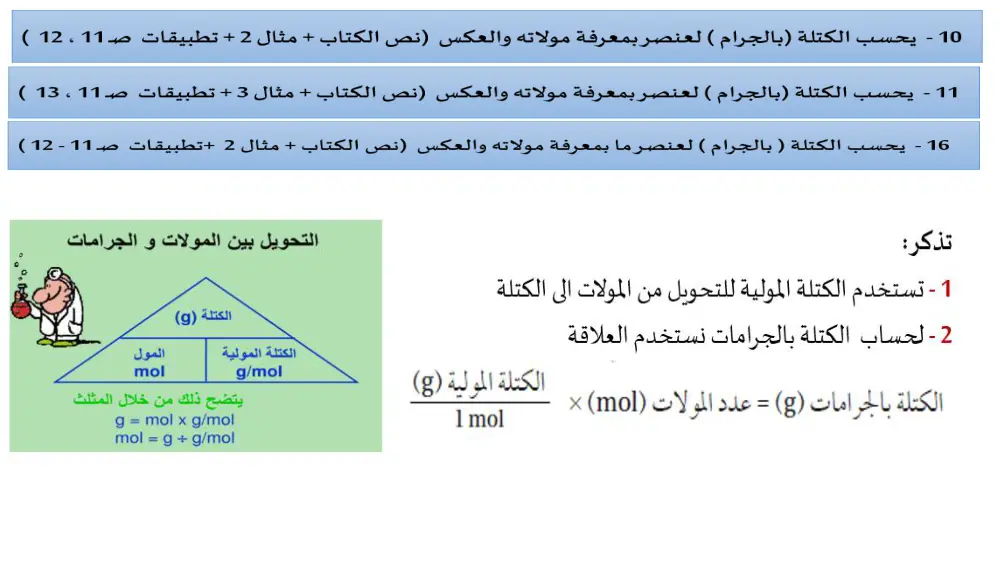 10 - يحسب الكتلة (بالجرام ) لعنصر بمعرفة مولاته والعكس (نص الكتاب + مثال 2 + تطبيقات صـ 11 ، 12 )
11 - يحسب الكتلة (بالجرام ) لعنصر بمعرفة مولاته والعكس (نص الكتاب + مثال 3 + تطبيقات صـ 11 ، 13 )
16 - يحسب الكتلة ( بالجرام ) لعنصر ما بمعرفة مولاته والعكس (نص الكتاب + مثال 2 +تطبيقات صـ 11 - 12 )
تذكر:
1 - تستخدم الكتلة المولية للتحويل من المولات الى الكتلة
2 - لحساب الكتلة بالجرامات نستخدم العلاقة
الكتلة بالجرامات (g) = عدد المولات (mol) × الكتلة المولية (g)
1 mol
التحويل بين المولات و الجرامات
الكتلة (g)
الكتلة المولية المول
g/mol mol
يتضح ذلك من خلال المثلث
g = mol x g/mol
mol = g ÷ g/mol